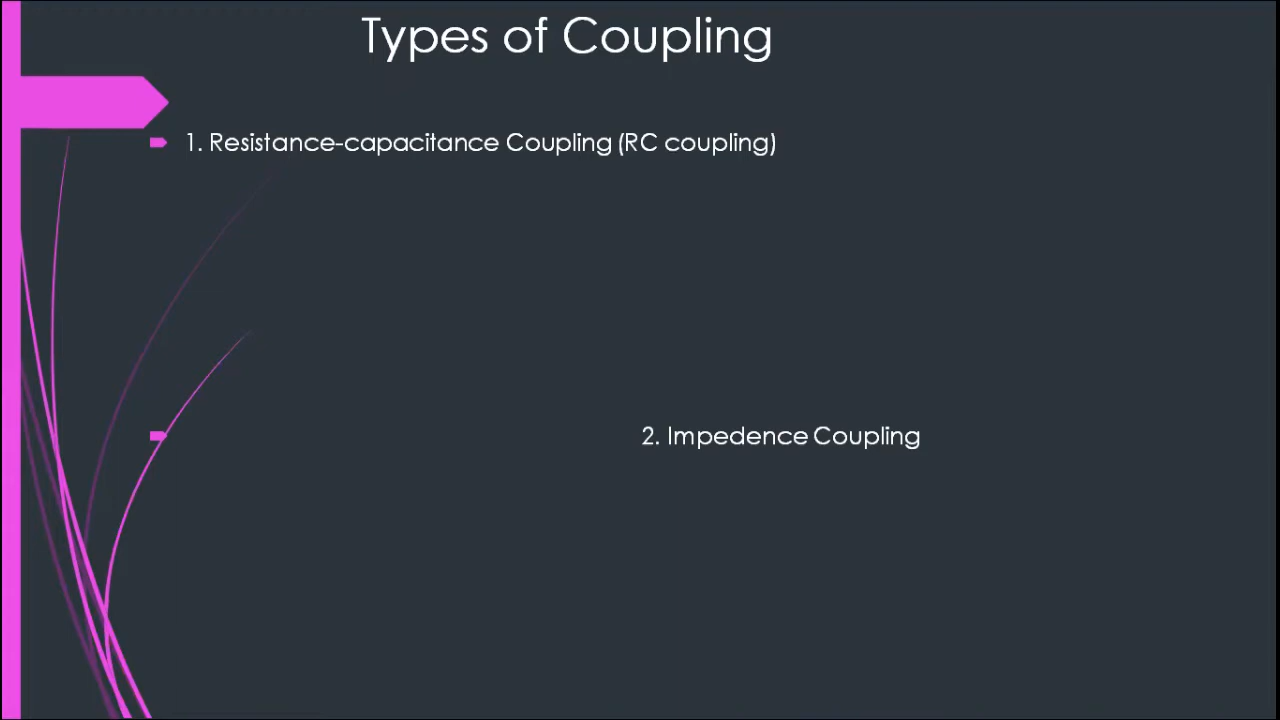 Types of Coupling
1. Resistance-capacitance Coupling (RC coupling)
2. Impedence Coupling